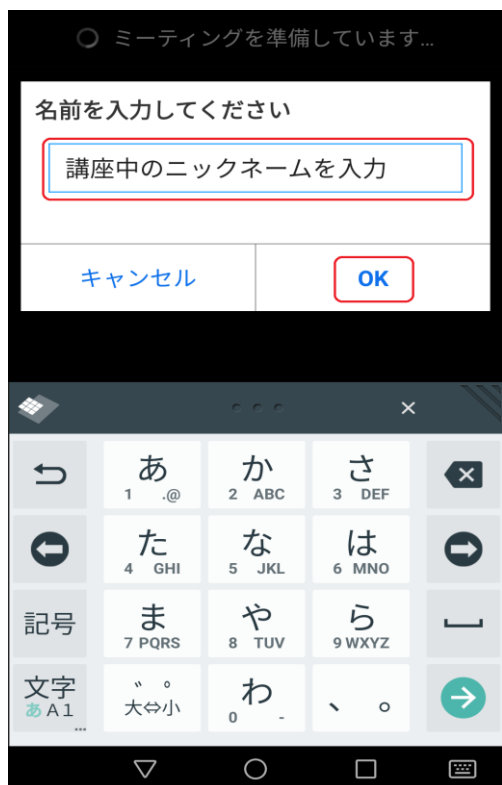 ミーティングを準備しています...
名前を入力してください
講座中のニックネームを入力
キャンセル
OK
あ
1 .@
か
2 ABC
さ
3 DEF
た
4 GHI
な
5 JKL
は
6 MNO
記号
ま
7 PQRS
や
8 TUV
ら
9 WXYZ
文字
あA1
...
゛ ゜
大⇔小
わ
0 -
、 。